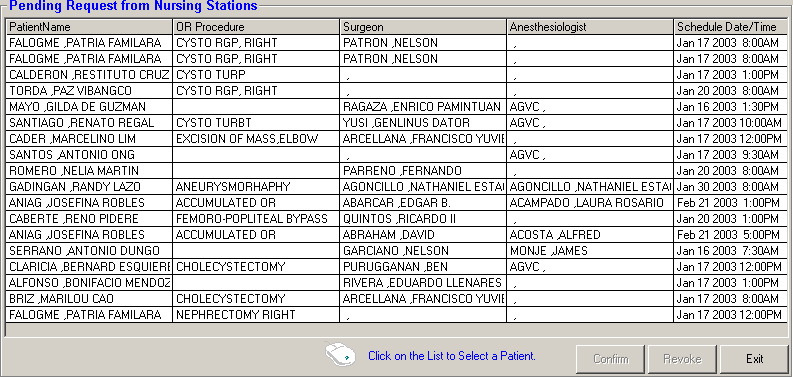 Pending Request from Nursing Stations
PatientName OR Procedure Surgeon Anesthesiologist Schedule Date/Time
FALOGME ,PATRIA FAMILARA CYSTO RGP, RIGHT PATRON ,NELSON , Jan 17 2003 8:00AM
FALOGME ,PATRIA FAMILARA CYSTO RGP, RIGHT PATRON ,NELSON , Jan 17 2003 8:00AM
CALDERON ,RESTITUTO CRUZ CYSTO TURP , , Jan 17 2003 1:00PM
TORDA ,PAZ VIBANGCO , , Jan 20 2003 8:00AM
MAYO ,GILDA DE GUZMAN RAGAZA ,ENRICO PAMINTUAN AGVC , Jan 16 2003 1:30PM
SANTIAGO ,RENATO REGAL CYSTO TURBT YUSI ,GENLINUS DATOR AGVC , Jan 17 2003 10:00AM
CADER ,MARCELINO LIM EXCISION OF MASS,ELBOW ARCELLANA ,FRANCISCO YUVIE , Jan 17 2003 12:00PM
SANTOS ,ANTONIO ONG , AGVC , Jan 17 2003 9:30AM
ROMERO ,NELIA MARTIN PARRENO ,FERNANDO , Jan 20 2003 8:00AM
GADINGAN ,RANDY LAZO ANEURYSMORHAPHY AGONCILLO ,NATHANIEL ESTA AGONCILLO ,NATHANIEL ESTA Jan 30 2003 8:00AM
ANIAG ,JOSEFINA ROBLES ACCUMULATED OR ABARCAR ,EDGAR B. ACAMPADO ,LAURA ROSARIO Feb 21 2003 1:00PM
CABERTE ,RENO PIDERE FEMORO-POPLITEAL BYPASS QUINTOS ,RICARDO II , Jan 20 2003 1:00PM
ANIAG ,JOSEFINA ROBLES ACCUMULATED OR ABRAHAM ,DAVID ACOSTA ,ALFRED Feb 21 2003 5:00PM
SERRANO ,ANTONIO DUNGO GARCIANO ,NELSON MONJE ,JAMES Jan 16 2003 7:30AM
CLARICIA ,BERNARD ESQUIERE CHOLECYSTECTOMY PURUGGANAN ,BEN AGVC , Jan 17 2003 12:00PM
ALFONSO ,BONIFACIO MENDOZ RIVERA ,EDUARDO LLENARES , Jan 17 2003 1:00PM
BRIZ ,MARILOU CAO CHOLECYSTECTOMY ARCELLANA ,FRANCISCO YUVIE , Jan 17 2003 8:00AM
FALOGME ,PATRIA FAMILARA NEPHRECTOMY RIGHT , , Jan 17 2003 12:00PM
Click on the List to Select a Patient. Confirm Revoke Exit